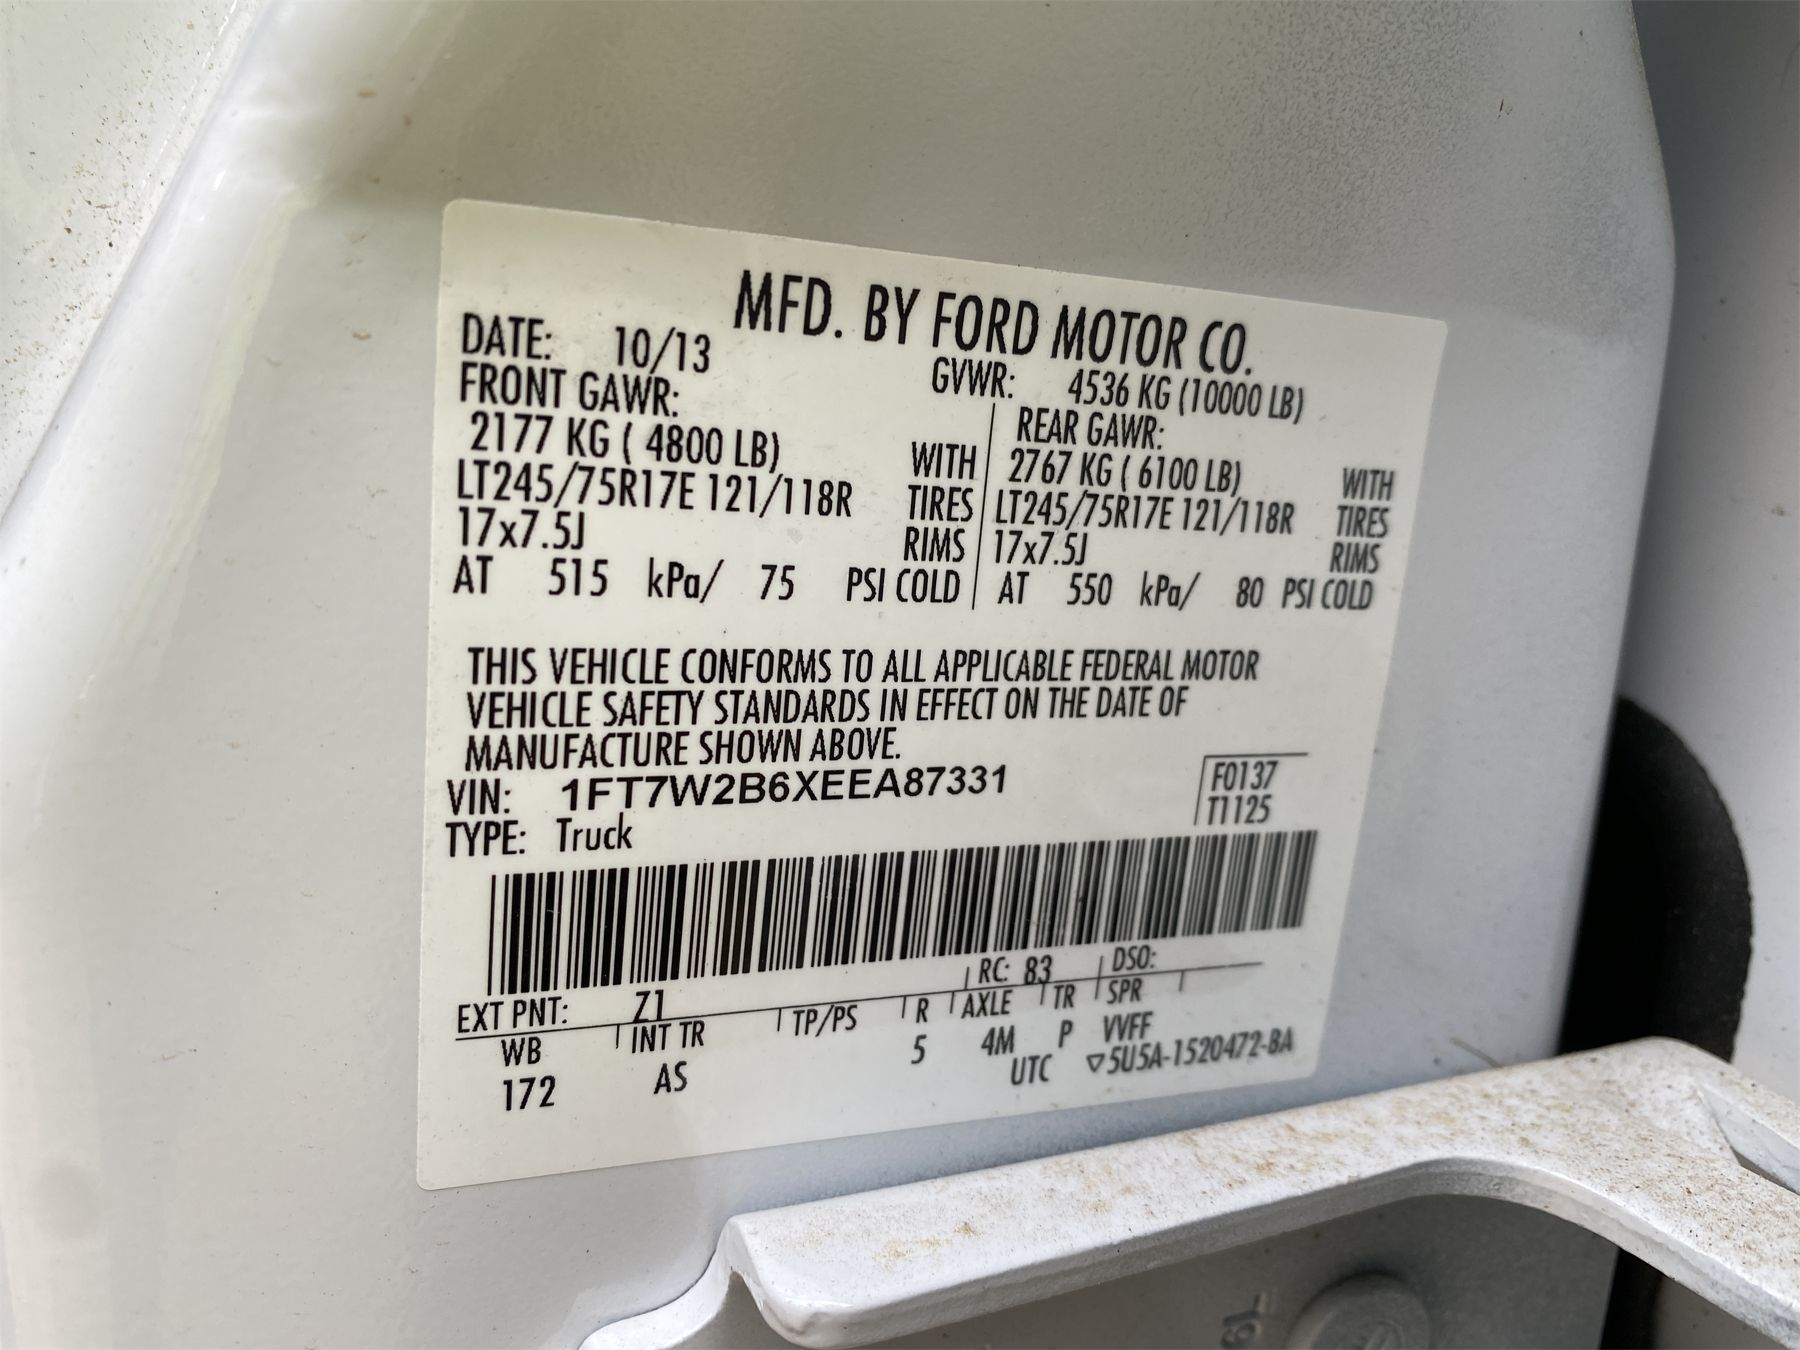 MFD. BY FORD MOTOR CO.
DATE: 10/13 GVWR: 4536 KG (10000 LB)
FRONT GAWR: REAR GAWR:
2177 KG ( 4800 LB) WITH 2767 KG ( 6100 LB) WITH
LT245/75R17E 121/118R TIRES LT245/75R17E 121/118R TIRES
17x7.5J RIMS 17x7.5J RIMS
AT 515 kPa/ 75 PSI COLD AT 550 kPa/ 80 PSI COLD
THIS VEHICLE CONFORMS TO ALL APPLICABLE FEDERAL MOTOR
VEHICLE SAFETY STANDARDS IN EFFECT ON THE DATE OF
MANUFACTURE SHOWN ABOVE.
VIN: 1FT7W2B6XEEA87331 F0137
TYPE: Truck T1125
EXT PNT: Z1 RC: 83 DSO:
WB INT TR TP/PS R AXLE TR SPR
172 AS 5 4M P VVFF
UTC ▽5U5A-1520472-BA